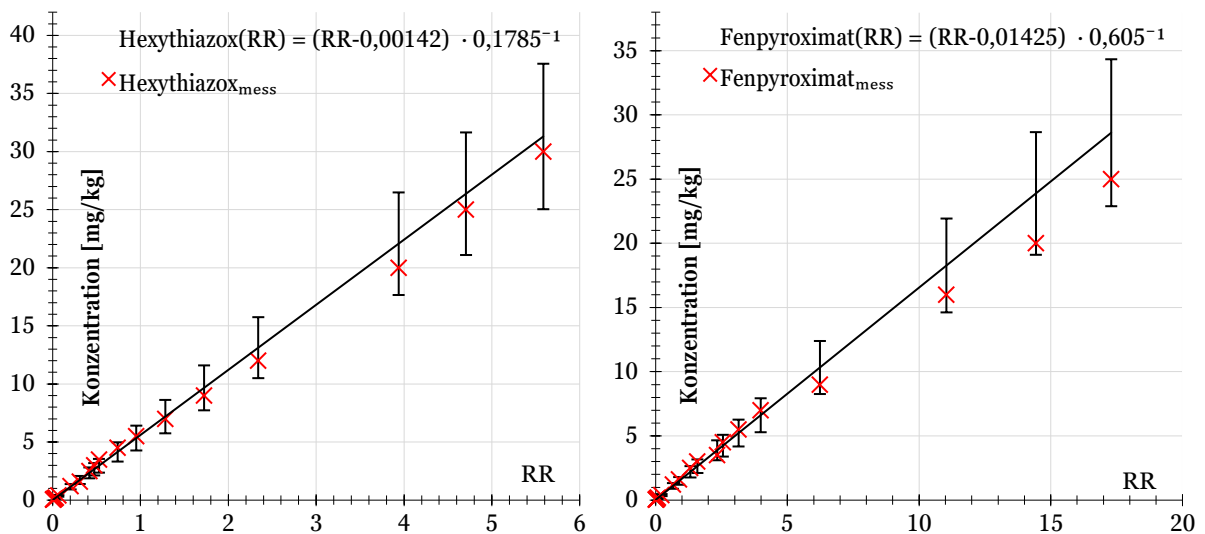 Hexythiazox(RR) = (RR-0,00142) · 0,1785⁻¹
Hexythiazoxₘₑₛₛ
Konzentration [mg/kg]
40
35
30
25
20
15
10
5
0
RR
0 1 2 3 4 5 6
Fenpyroximat(RR) = (RR-0,01425) · 0,605⁻¹
Fenpyroximatₘₑₛₛ
Konzentration [mg/kg]
35
30
25
20
15
10
5
0
RR
0 5 10 15 20